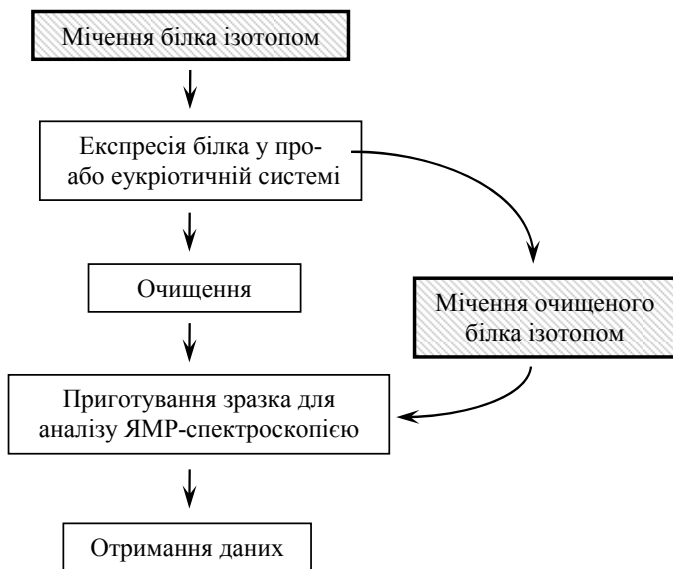 Мічення білка ізотопом
Експресія білка у про-
або еукріотичній системі
Очищення
Мічення очищеного
білка ізотопом
Приготування зразка для
аналізу ЯМР-спектроскопією
Отримання даних